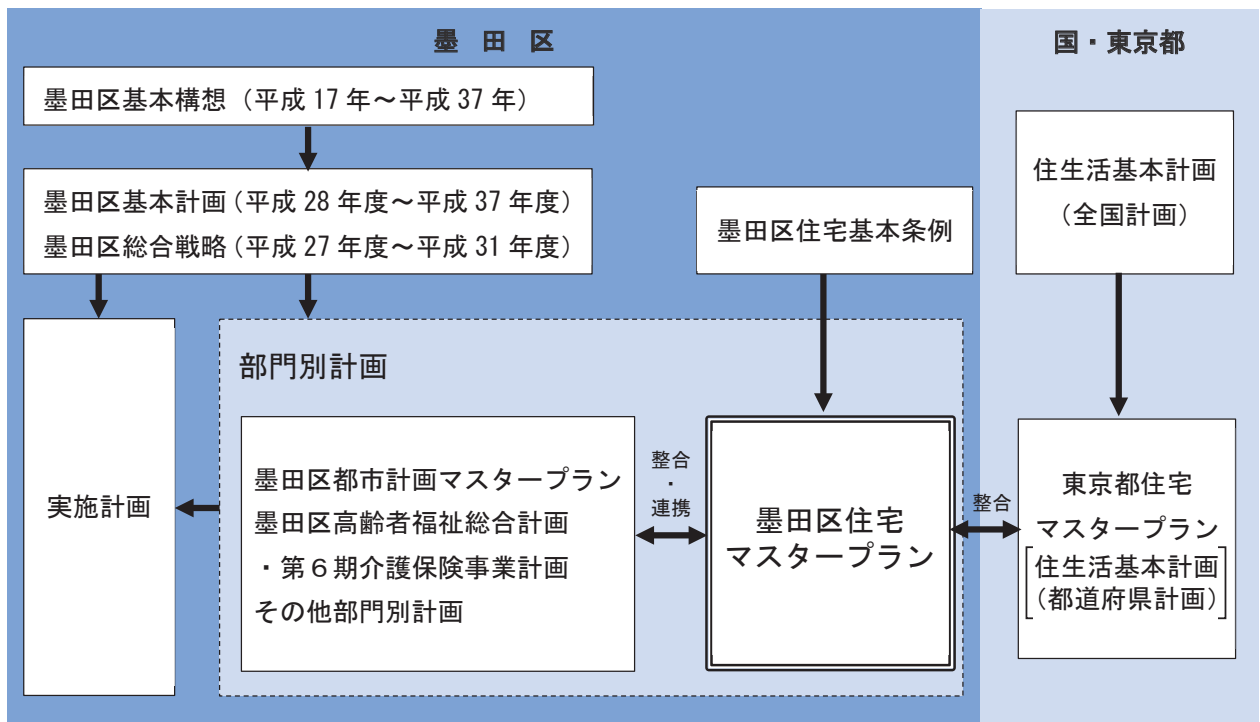 墨 田 区
墨田区基本構想（平成 17 年～平成 37 年）
墨田区基本計画（平成 28 年度～平成 37 年度）
墨田区総合戦略（平成 27 年度～平成 31 年度）
墨田区住宅基本条例
実施計画
部門別計画
墨田区都市計画マスタープラン
墨田区高齢者福祉総合計画
・第６期介護保険事業計画
その他部門別計画
整合
・
連携
墨田区住宅
マスタープラン
整合
国・東京都
住生活基本計画
（全国計画）
東京都住宅
マスタープラン
[住生活基本計画
（都道府県計画）]